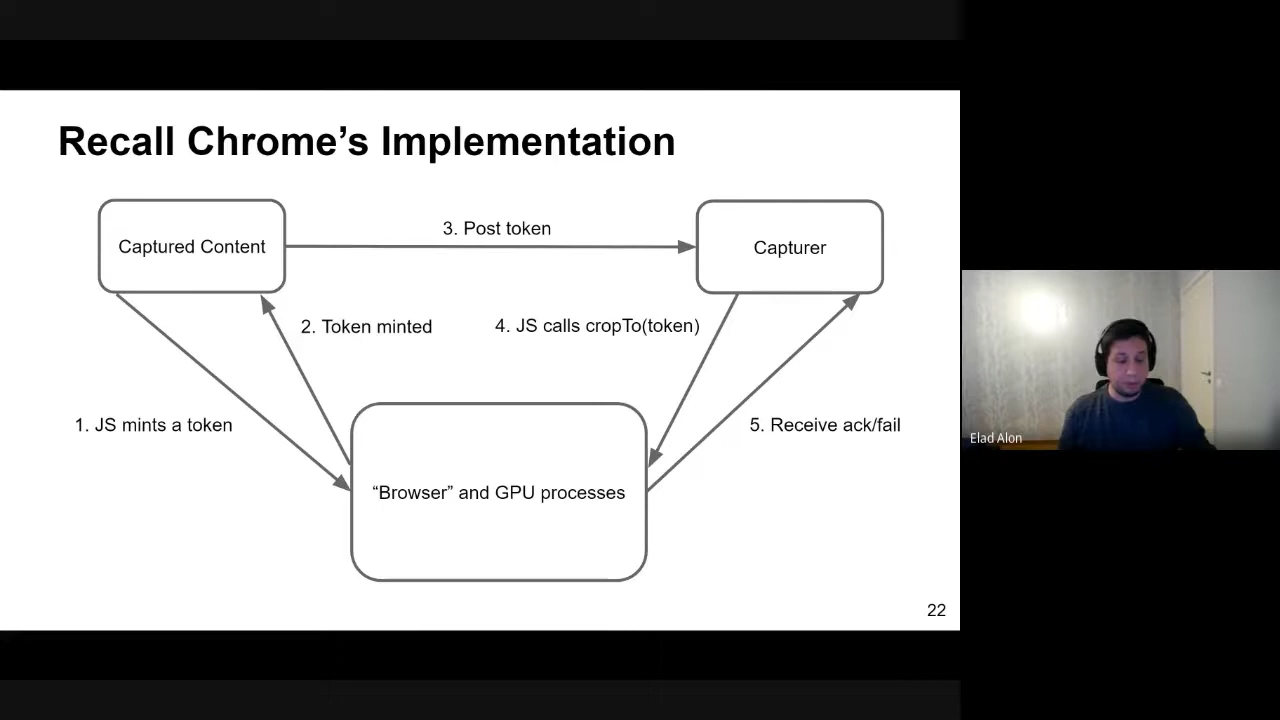 Recall Chrome’s Implementation
Captured Content
3. Post token
Capturer
2. Token minted
4. JS calls cropTo(token)
1. JS mints a token
5. Receive ack/fail
“Browser” and GPU processes
22
Elad Alon